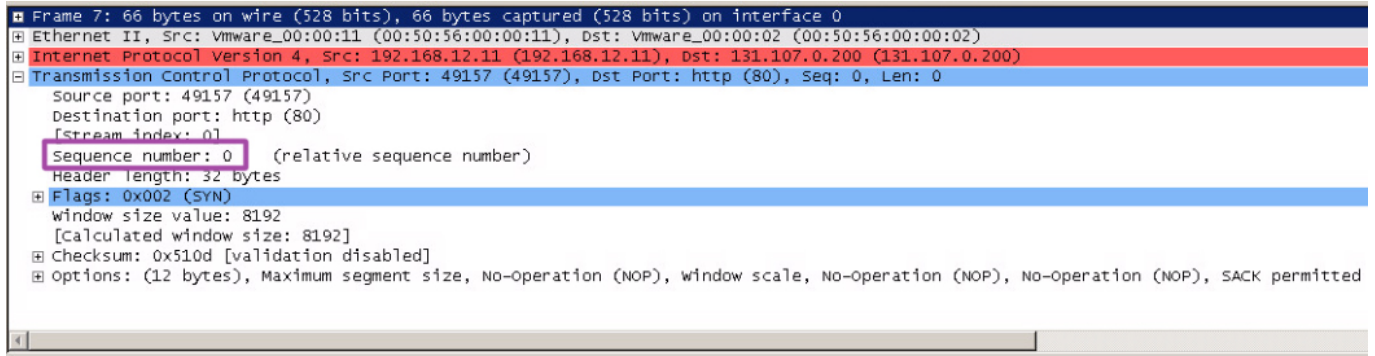 Frame 7: 66 bytes on wire (528 bits), 66 bytes captured (528 bits) on interface 0
Ethernet II, Src: Vmware_00:00:11 (00:50:56:00:00:11), Dst: Vmware_00:00:02 (00:50:56:00:00:02)
Internet Protocol Version 4, Src: 192.168.12.11 (192.168.12.11), Dst: 131.107.0.200 (131.107.0.200)
Transmission Control Protocol, Src Port: 49157 (49157), Dst Port: http (80), Seq: 0, Len: 0
Source port: 49157 (49157)
Destination port: http (80)
[Stream index: 0]
Sequence number: 0 (relative sequence number)
Header length: 32 bytes
Flags: 0x002 (SYN)
Window size value: 8192
[Calculated window size: 8192]
Checksum: 0x510d [validation disabled]
Options: (12 bytes), Maximum segment size, No-Operation (NOP), Window scale, No-Operation (NOP), No-Operation (NOP), SACK permitted